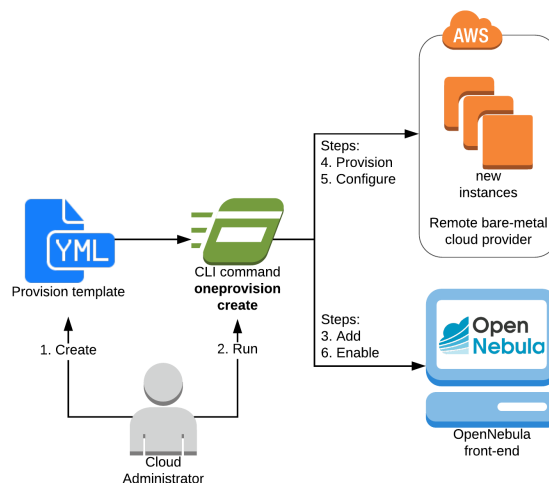 AWS
new
instances
Remote bare-metal
cloud provider
Steps:
4. Provision
5. Configure
YML
Provision template
CLI command
oneprovision
create
1. Create
2. Run
Steps:
3. Add
6. Enable
Open
Nebula
OpenNebula
front-end
Cloud
Administrator